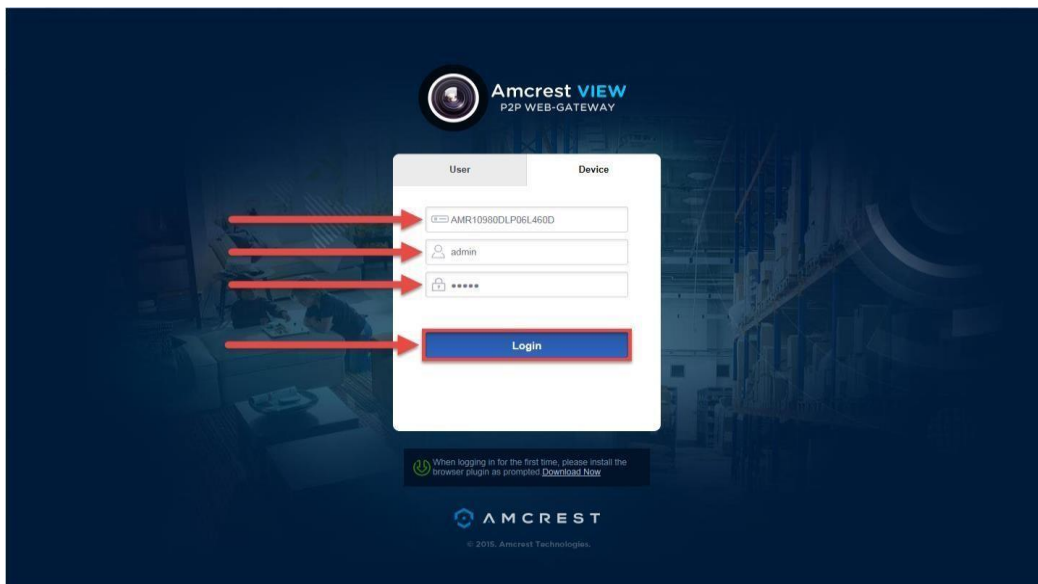 Amcrest VIEW
P2P WEB-GATEWAY
User Device
AMR10980DLP06L460D
admin
•••••
Login
When logging in for the first time, please install the
browser plugin as prompted Download Now
AMCREST
© 2015. Amcrest Technologies.